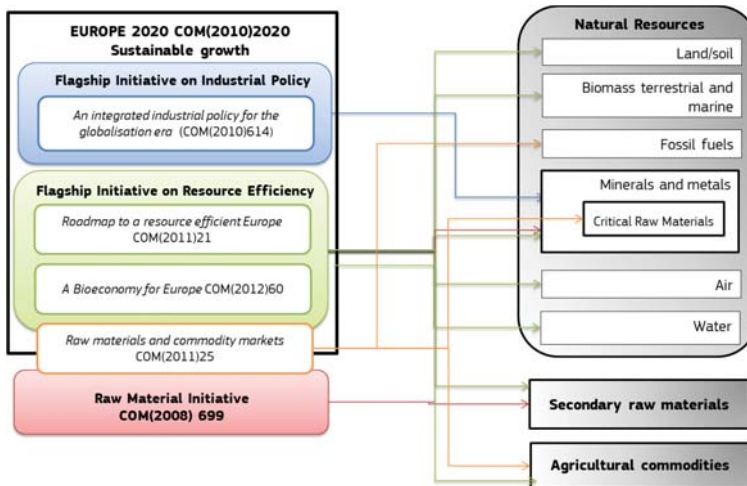 EUROPE 2020 COM(2010)2020
Sustainable growth
Flagship Initiative on Industrial Policy
An integrated industrial policy for the
globalisation era (COM(2010)614)
Flagship Initiative on Resource Efficiency
Roadmap to a resource efficient Europe
COM(2011)21
A Bioeconomy for Europe COM(2012)60
Raw materials and commodity markets
COM(2011)25
Raw Material Initiative
COM(2008) 699
Natural Resources
Land/soil
Biomass terrestrial and
marine
Fossil fuels
Minerals and metals
Critical Raw Materials
Air
Water
Secondary raw materials
Agricultural commodities